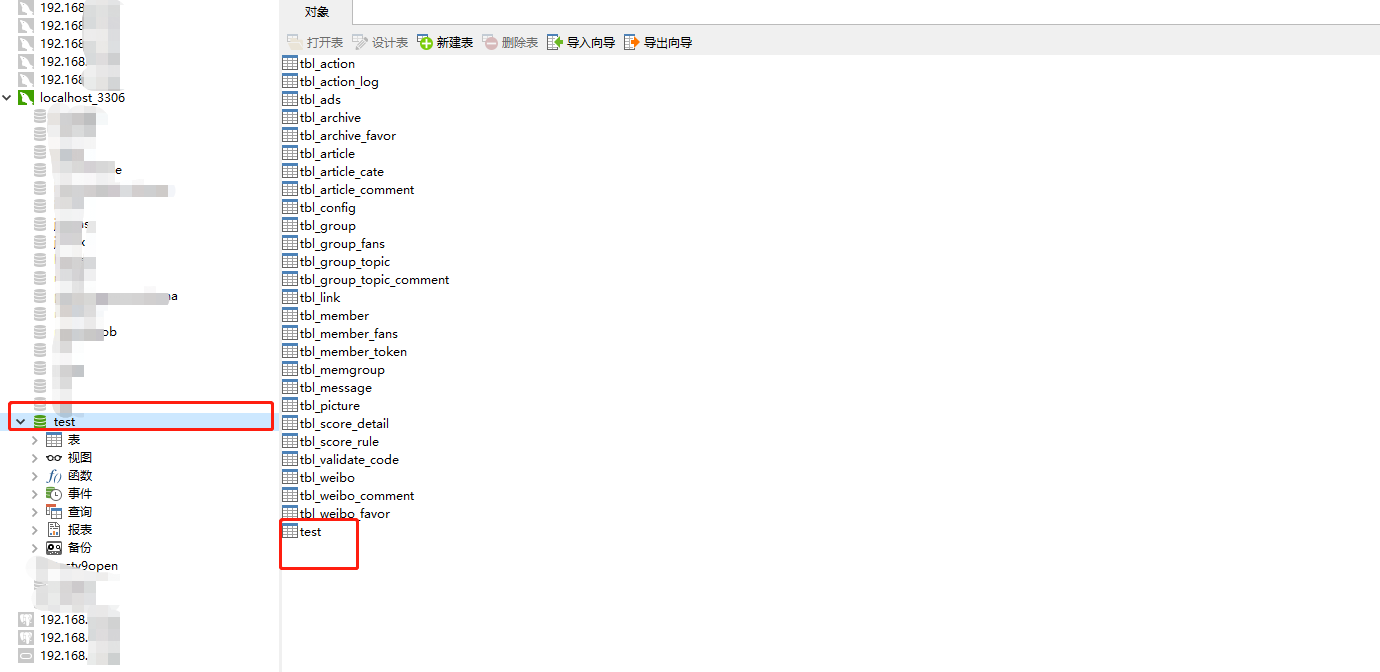 192.168
192.168
192.168
192.168.
192.168
localhost_3306
test
表
视图
函数
事件
查询
报表
备份
192.168.
192.168.
192.168.
对象
打开表 设计表 新建表 删除表 导入向导 导出向导
tbl_action
tbl_action_log
tbl_ads
tbl_archive
tbl_archive_favor
tbl_article
tbl_article_cate
tbl_article_comment
tbl_config
tbl_group
tbl_group_fans
tbl_group_topic
tbl_group_topic_comment
tbl_link
tbl_member
tbl_member_fans
tbl_member_token
tbl_memgroup
tbl_message
tbl_picture
tbl_score_detail
tbl_score_rule
tbl_validate_code
tbl_weibo
tbl_weibo_comment
tbl_weibo_favor
test